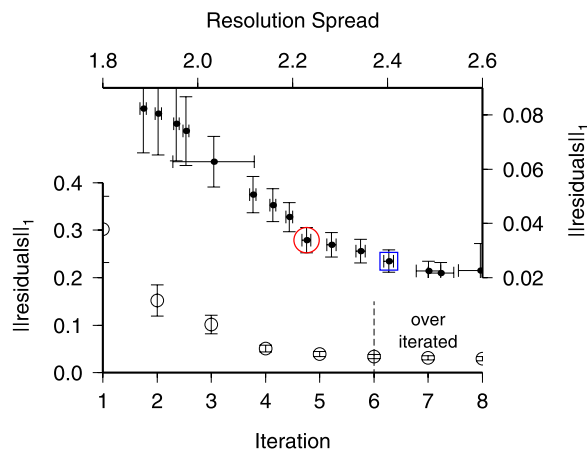 Resolution Spread
1.8 2.0 2.2 2.4 2.6
0.08
0.06
0.04
0.02
||residuals||1
0.4
0.3
0.2
0.1
0.0
||residuals||1
over
iterated
1 2 3 4 5 6 7 8
Iteration